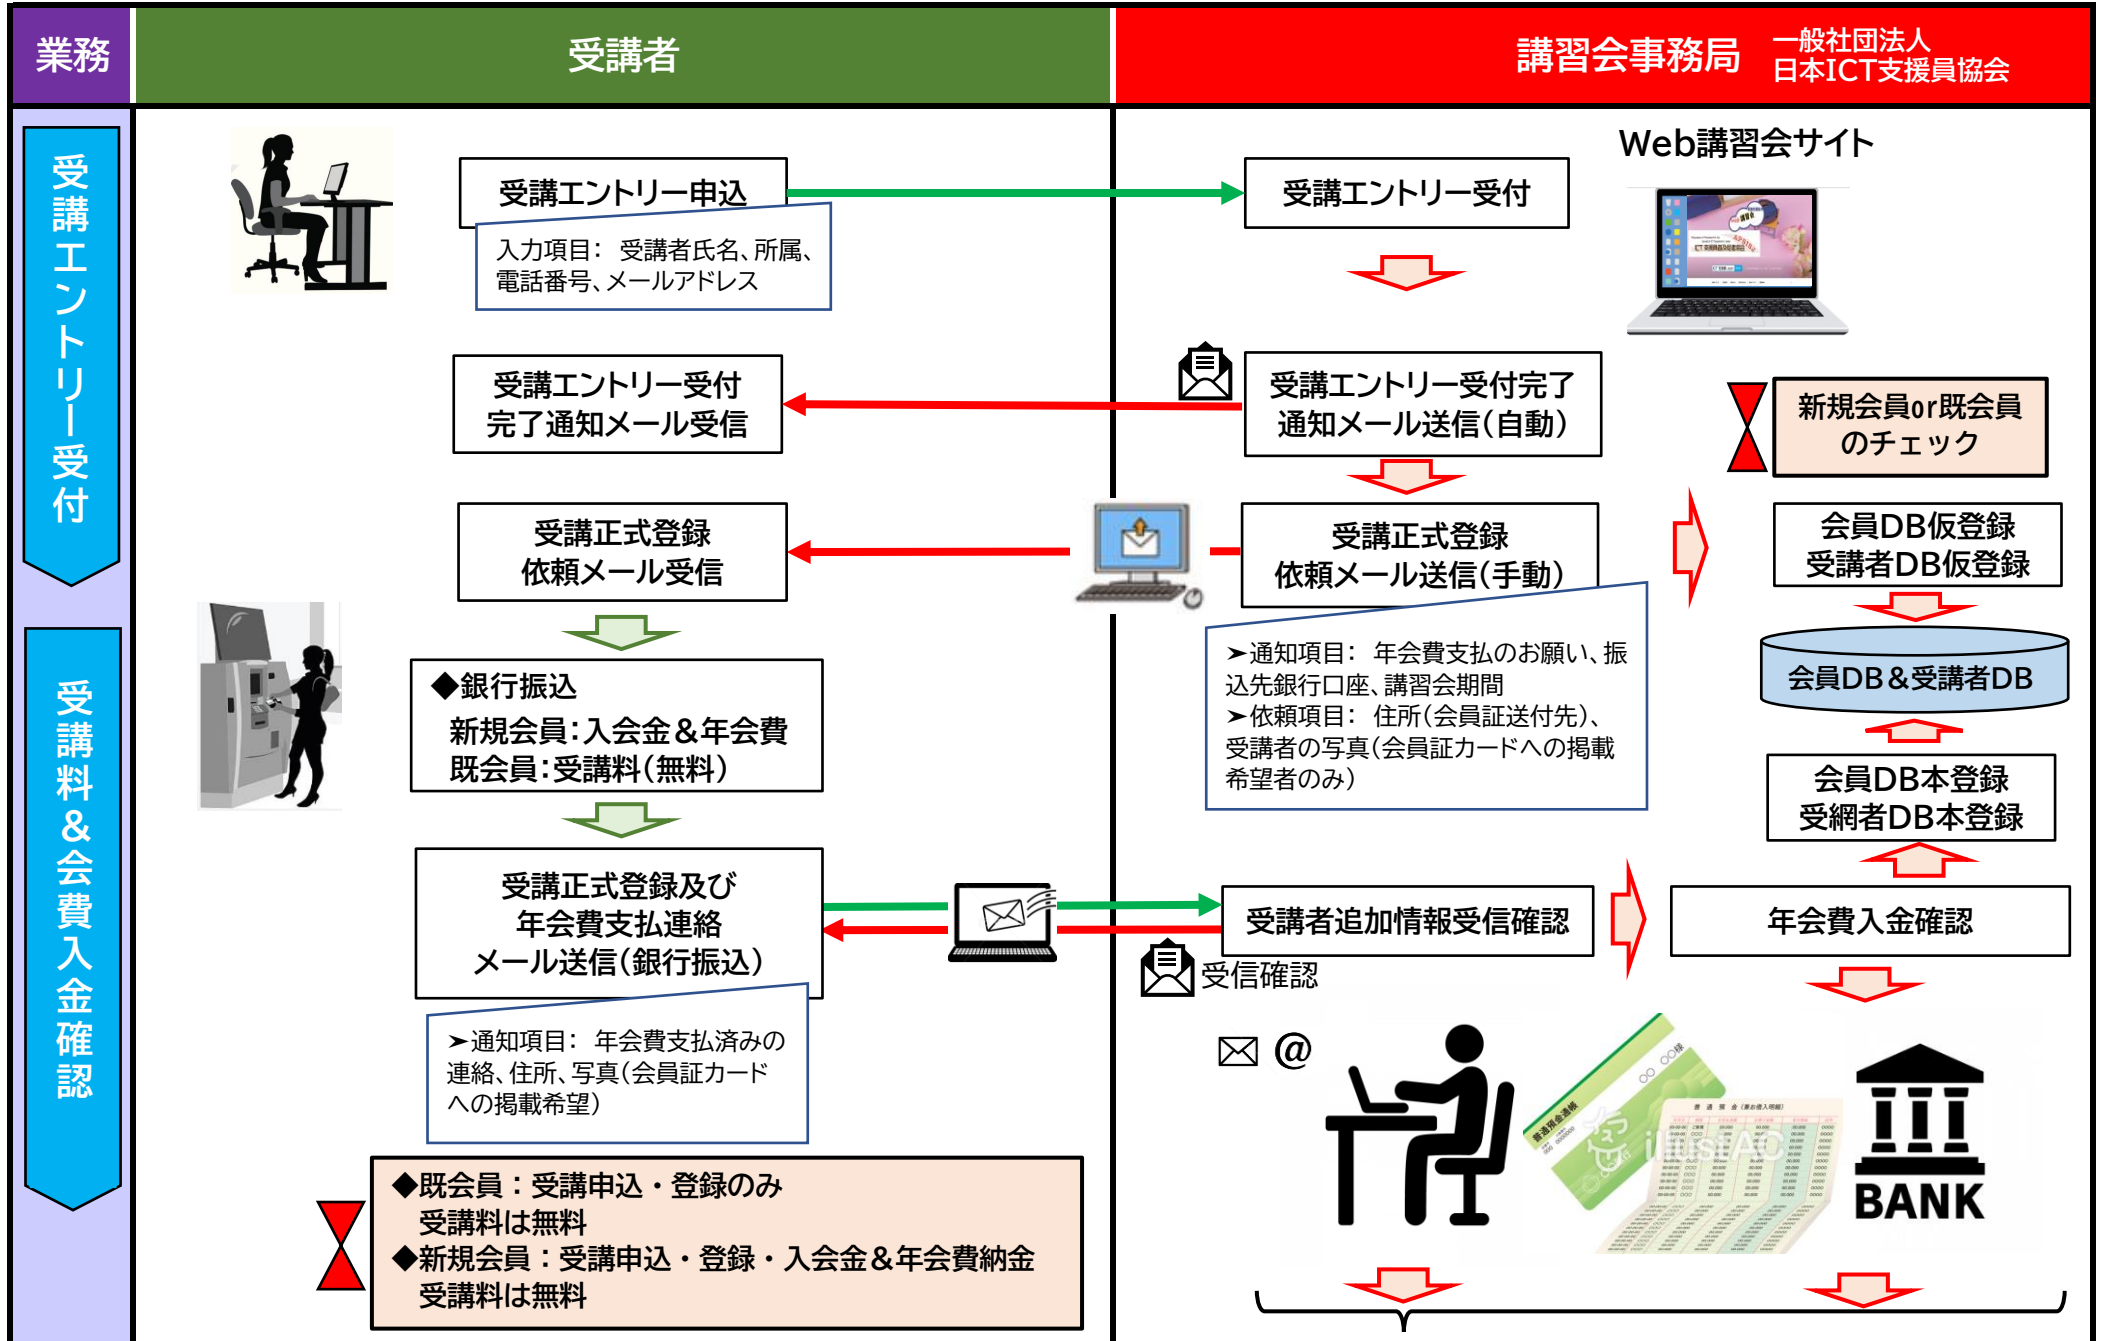 業務
受講者
講習会事務局
一般社団法人
日本ICT支援員協会
受講エントリー受付
受講エントリー申込
入力項目： 受講者氏名、所属、
電話番号、メールアドレス
受講エントリー受付
Web講習会サイト
受講エントリー受付
完了通知メール受信
受講エントリー受付完了
通知メール送信(自動)
新規会員or既会員
のチェック
受講正式登録
依頼メール受信
受講正式登録
依頼メール送信(手動)
会員DB仮登録
受講者DB仮登録
➤通知項目： 年会費支払のお願い、振
込先銀行口座、講習会期間
➤依頼項目： 住所(会員証送付先)、
受講者の写真(会員証カードへの掲載
希望者のみ)
会員DB＆受講者DB
受講料&会費入金確認
◆銀行振込
新規会員：入会金＆年会費
既会員：受講料(無料)
会員DB本登録
受網者DB本登録
受講正式登録及び
年会費支払連絡
メール送信(銀行振込)
受講者追加情報受信確認
年会費入金確認
受信確認
➤通知項目： 年会費支払済みの
連絡、住所、写真(会員証カード
への掲載希望)
@
普通預金通帳
○○ ○○様
普 通 預 金 (兼お借入明細)
illustAC
BANK
◆既会員：受講申込・登録のみ
受講料は無料
◆新規会員：受講申込・登録・入会金＆年会費納金
受講料は無料